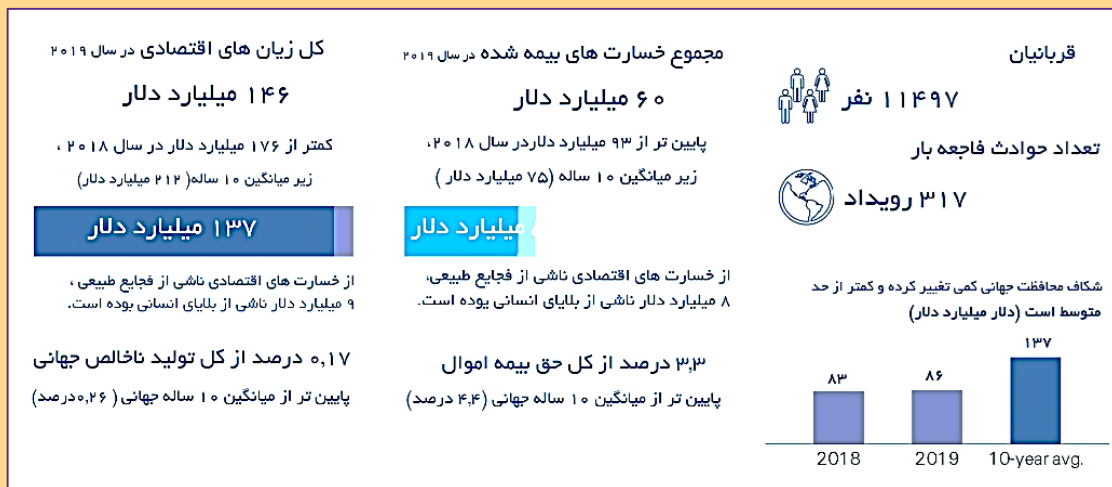 قربانیان
۱۱۴۹۷ نفر
تعداد حوادث فاجعه بار
۳۱۷ رویداد
شکاف محافظت جهانی کمی تغییر کرده و کمتر از حد
متوسط است (دلار میلیارد دلار)
۸۳
۸۶
۱۳۷
2018
2019
10-year avg.
مجموع خسارت های بیمه شده در سال ۲۰۱۹
۶۰ میلیارد دلار
پایین تر از ۹۳ میلیارد دلاردر سال ۲۰۱۸،
زیر میانگین ۱۰ ساله (۷۵ میلیارد دلار )
میلیارد دلار
از خسارت های اقتصادی ناشی از فجایع طبیعی،
۸ میلیارد دلار ناشی از بلایای انسانی یوده است.
۳,۳ درصد از کل حق بیمه اموال
پایین تر از میانگین ۱۰ ساله جهانی (۴,۴ درصد)
کل زیان های اقتصادی در سال ۲۰۱۹
۱۴۶ میلیارد دلار
کمتر از ۱۷۶ میلیارد دلار در سال ۲۰۱۸ ،
زیر میانگین ۱۰ ساله( ۲۱۲ میلیارد دلار)
۱۳۷ میلیارد دلار
از خسارت های اقتصادی ناشی از فجایع طبیعی ،
۹ میلیارد دلار ناشی از بلایای انسانی بوده است.
۰,۱۷ درصد از کل تولید ناخالص جهانی
پایین تر از میانگین ۱۰ ساله جهانی ( ۰,۲۶درصد)